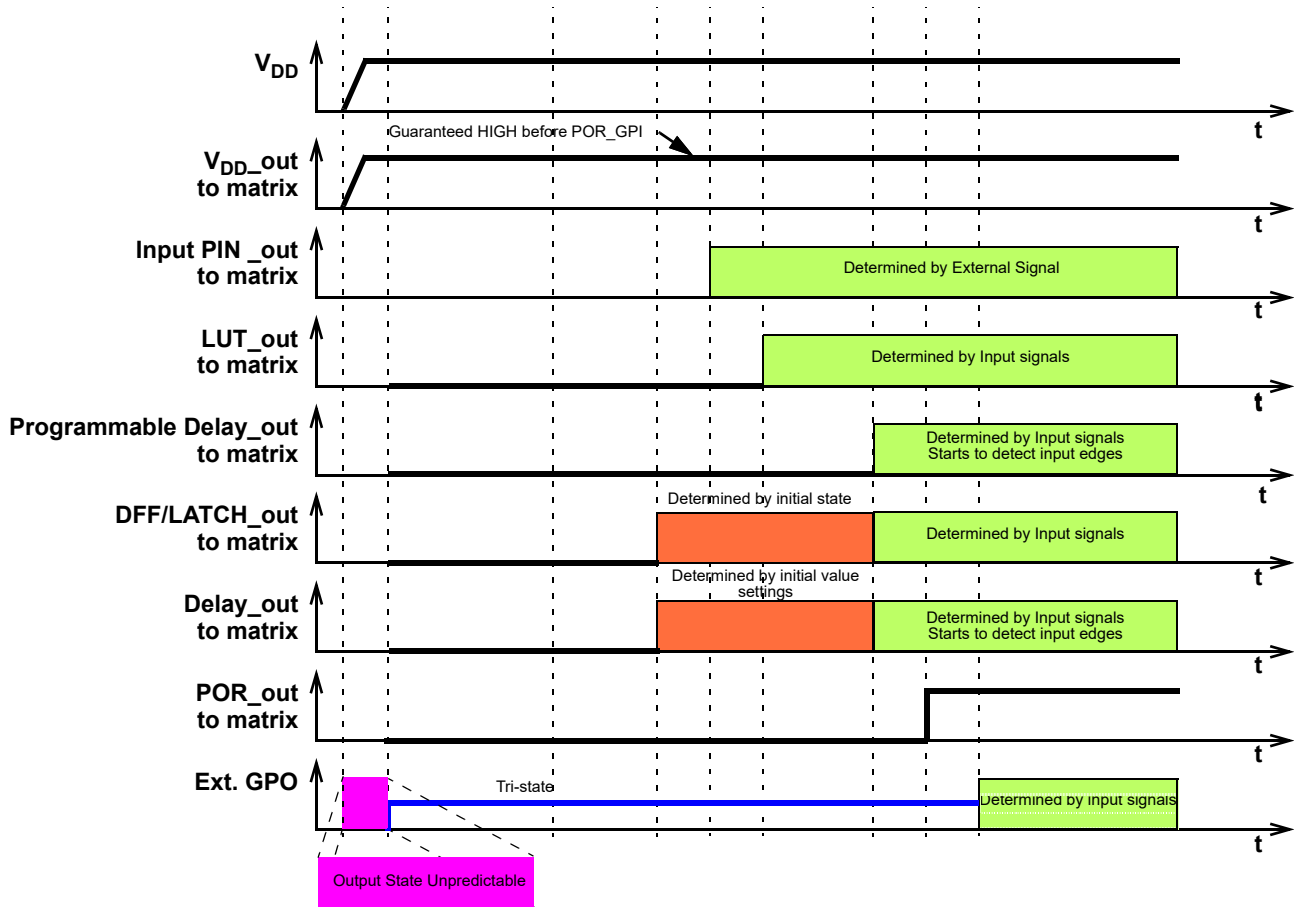 VDD
t
Guaranteed HIGH before POR_GPI
VDD_out
to matrix
t
Input PIN _out
to matrix
Determined by External Signal
t
LUT_out
to matrix
Determined by Input signals
t
Programmable Delay_out
to matrix
Determined by Input signals
Starts to detect input edges
t
DFF/LATCH_out
to matrix
Determined by initial state
Determined by Input signals
t
Delay_out
to matrix
Determined by initial value
settings
Determined by Input signals
Starts to detect input edges
t
POR_out
to matrix
t
Ext. GPO
Tri-state
Determined by input signals
t
Output State Unpredictable